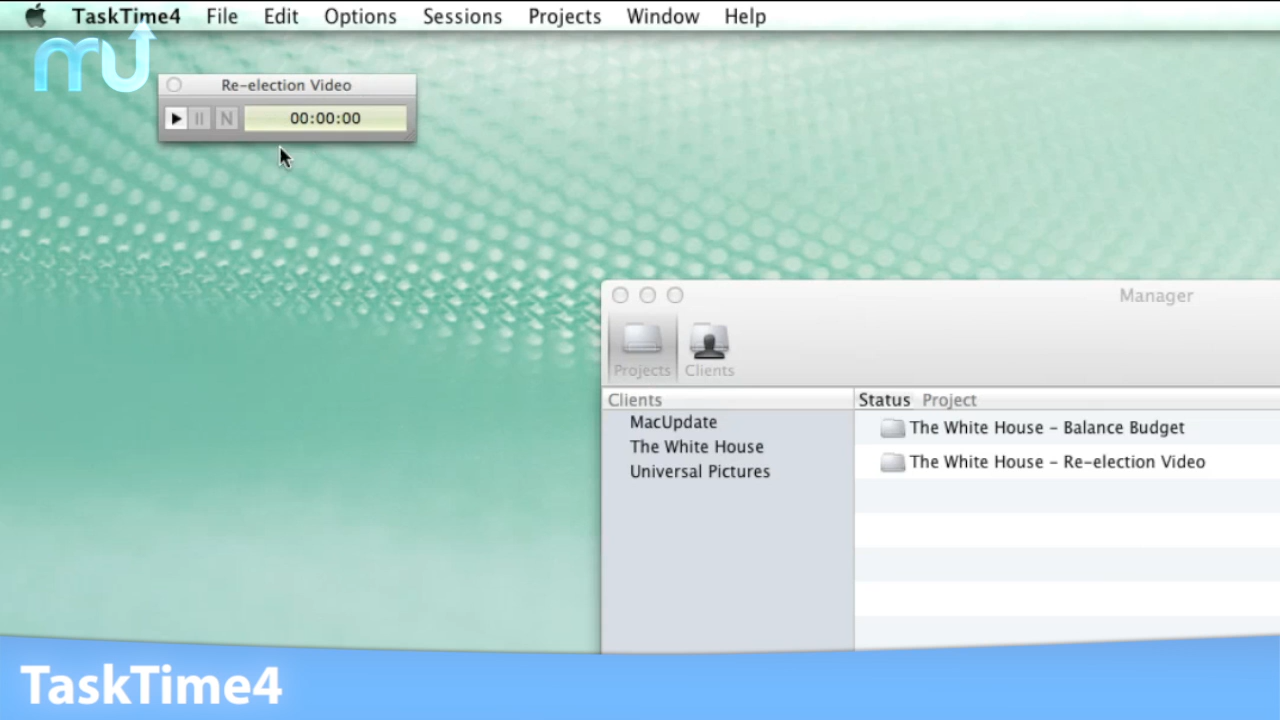 TaskTime4 File Edit Options Sessions Projects Window Help
mu
Re-election Video
N 00:00:00
Manager
Projects Clients
Clients
Status Project
MacUpdate
The White House - Balance Budget
The White House
The White House - Re-election Video
Universal Pictures
TaskTime4